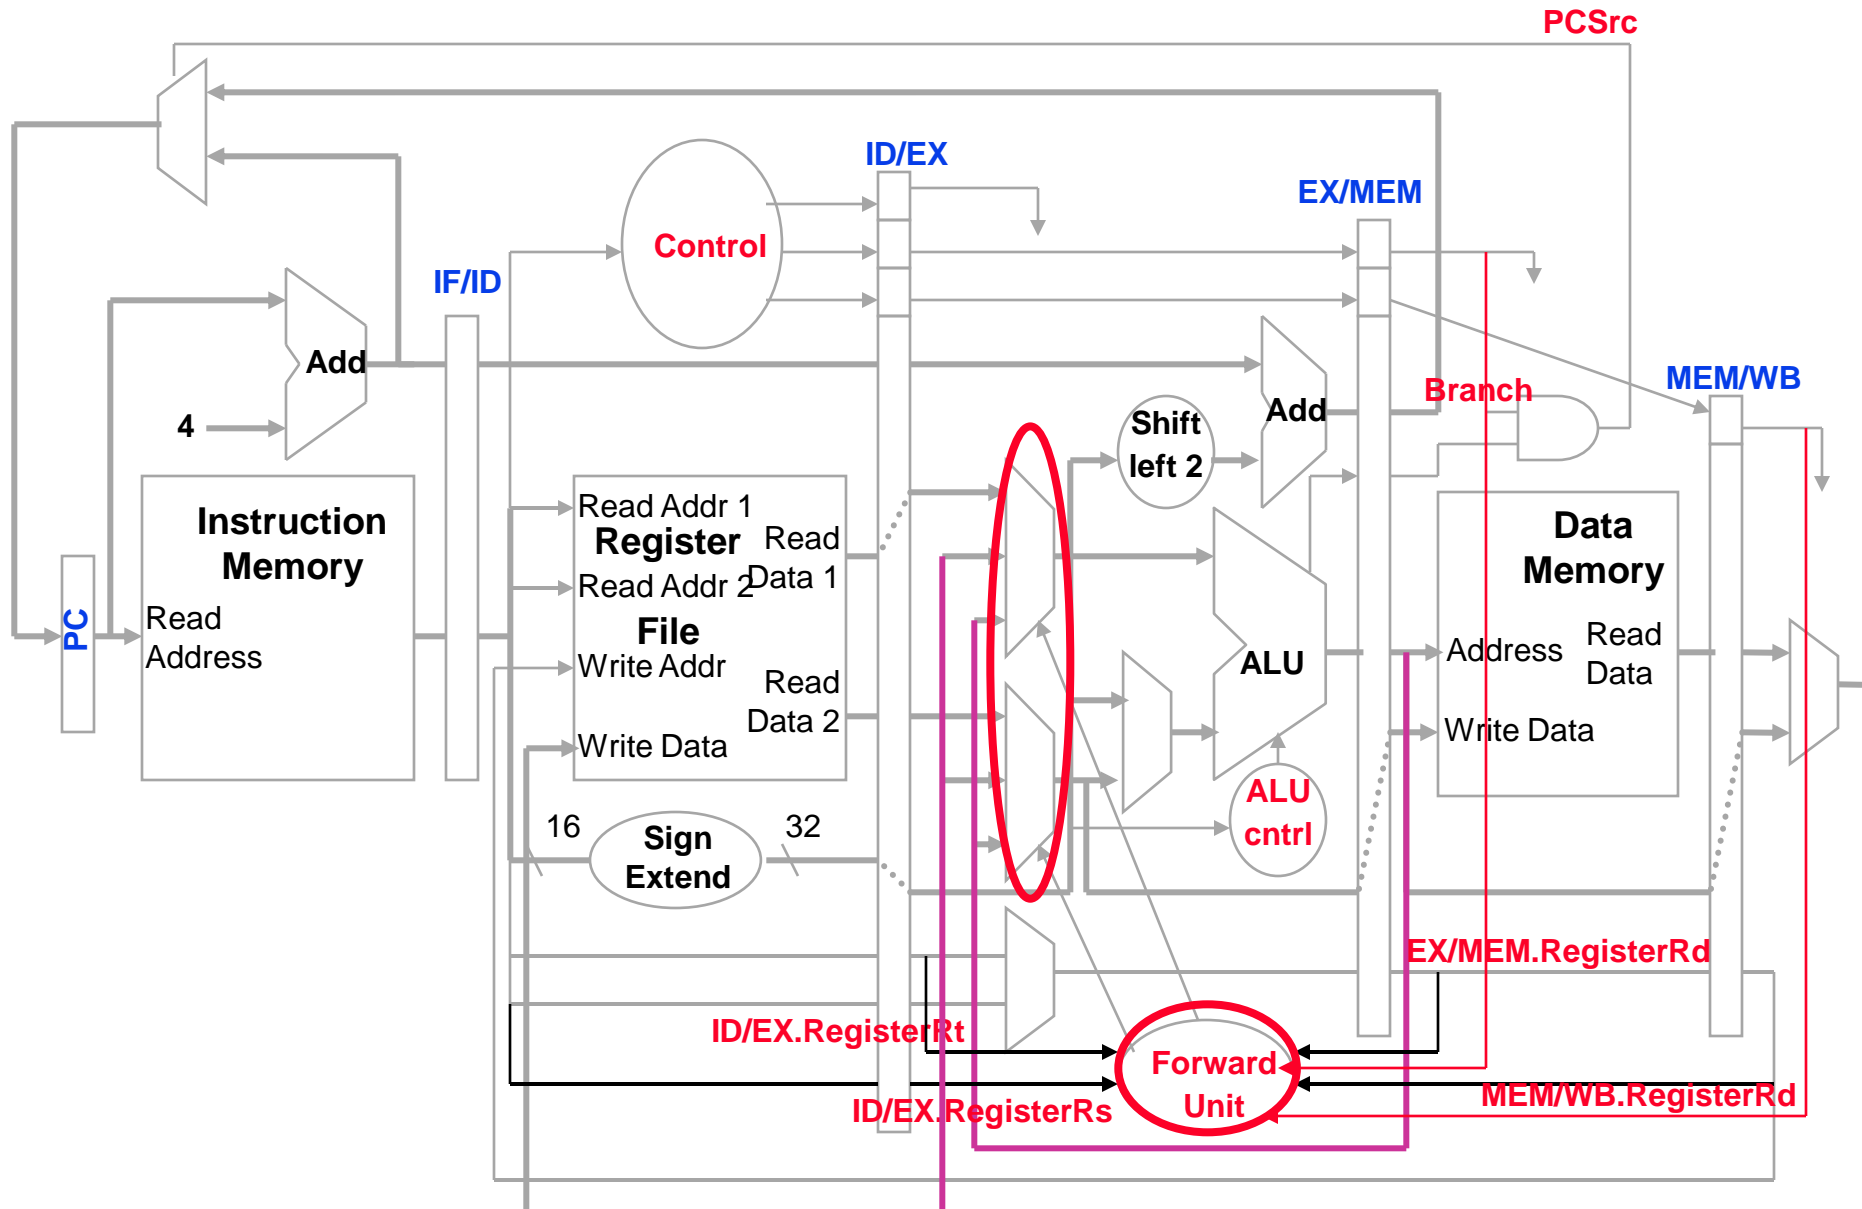 PCSrc
ID/EX
EX/MEM
Control
IF/ID
Add
MEM/WB
Branch
4
Shift
left 2
Add
Instruction
Memory
Read
Address
PC
Read Addr 1
Register
Read Addr 2
File
Write Addr
Write Data
Read
Data 1
Read
Data 2
ALU
Data
Memory
Address
Read
Data
Write Data
16
Sign
Extend
32
ALU
cntrl
EX/MEM.RegisterRd
ID/EX.RegisterRt
Forward
Unit
ID/EX.RegisterRs
MEM/WB.RegisterRd